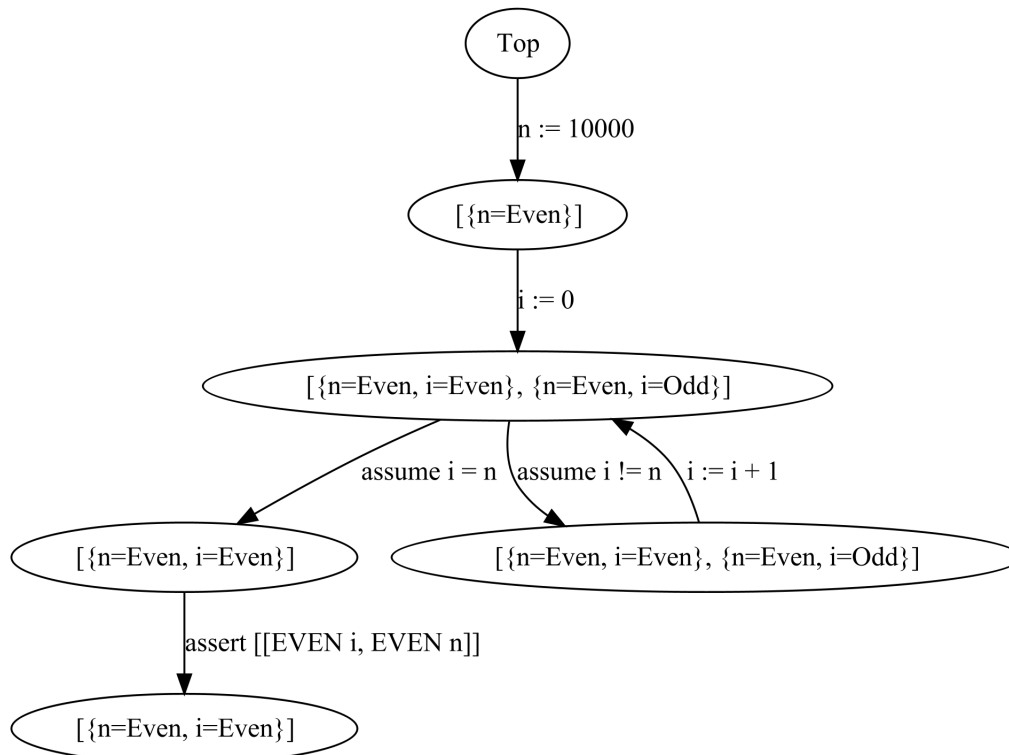 Top
n := 10000
[{n=Even}]
i := 0
[{n=Even, i=Even}, {n=Even, i=Odd}]
assume i = n
assume i != n
i := i + 1
[{n=Even, i=Even}]
[{n=Even, i=Even}, {n=Even, i=Odd}]
assert [[EVEN i, EVEN n]]
[{n=Even, i=Even}]